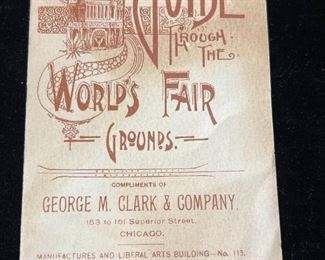 GUIDE
THROUGH
THE
WORLD'S FAIR
GROUNDS.
COMPLIMENTS OF
GEORGE M. CLARK & COMPANY,
153 to 161 Superior Street,
CHICAGO.
MANUFACTURES AND LIBERAL ARTS BUILDING—No. 113.